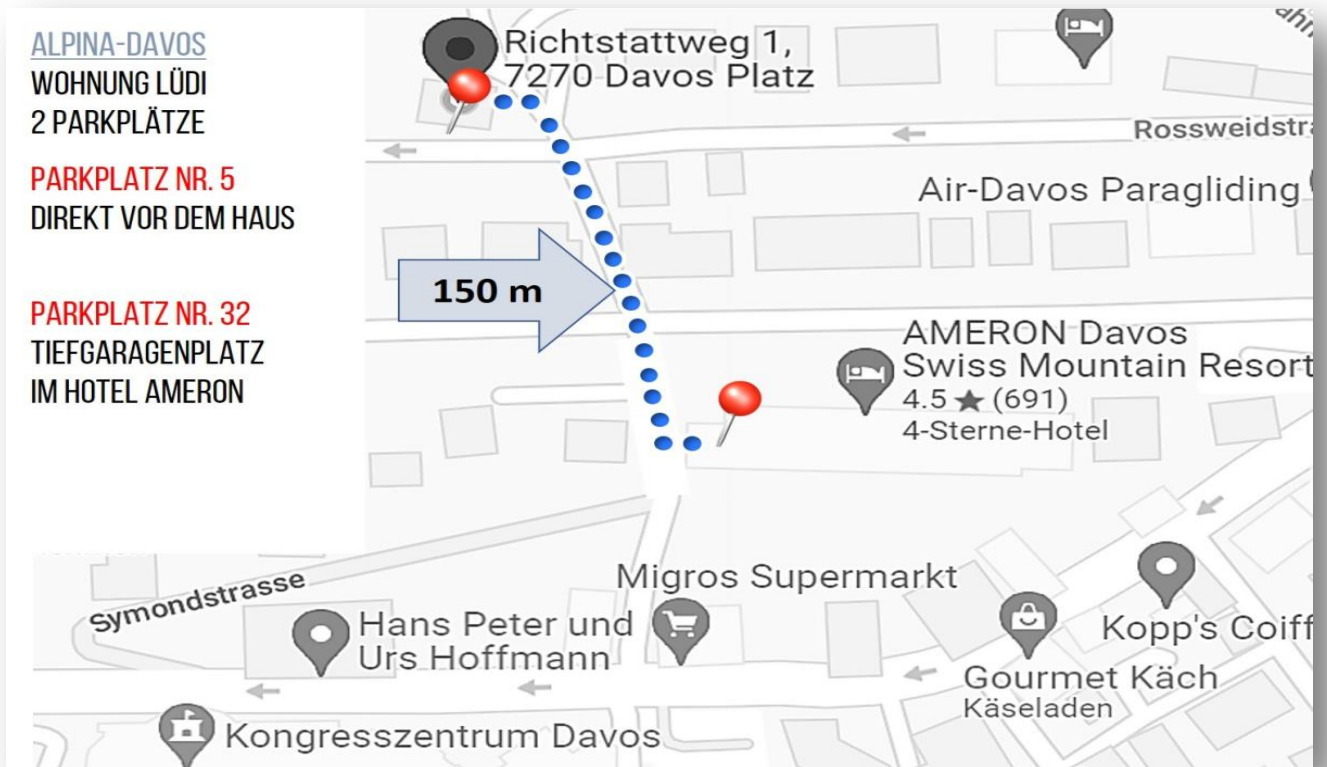 ALPINA-DAVOS
WOHNUNG LÜDI
2 PARKPLÄTZE
PARKPLATZ NR. 5
DIREKT VOR DEM HAUS
PARKPLATZ NR. 32
TIEFGARAGENPLATZ
IM HOTEL AMERON
Richtstattweg 1,
7270 Davos Platz
Rossweidstr
Air-Davos Paragliding
150 m
AMERON Davos
Swiss Mountain Resort
4.5 ★ (691)
4-Sterne-Hotel
Symondstrasse
Migros Supermarkt
Hans Peter und
Urs Hoffmann
Kopp's Coiff
Gourmet Käch
Käseladen
Kongresszentrum Davos